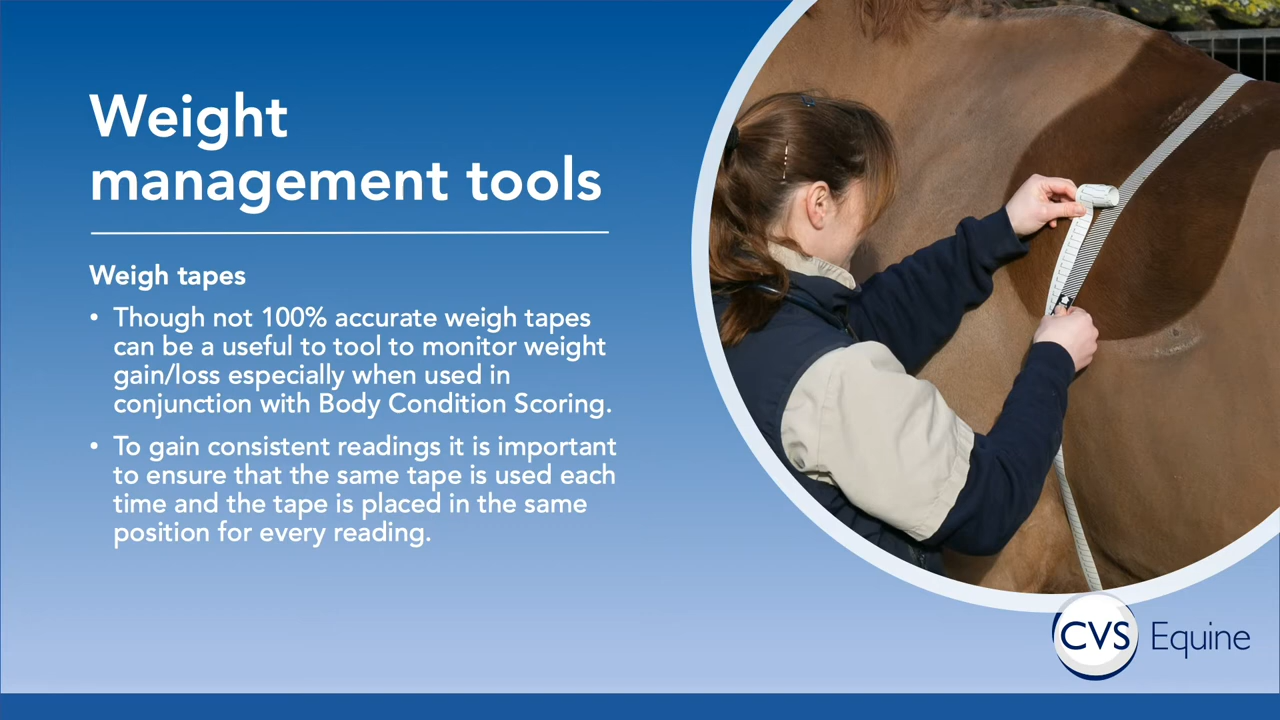 Weight
management tools
Weigh tapes
• Though not 100% accurate weigh tapes
can be a useful to tool to monitor weight
gain/loss especially when used in
conjunction with Body Condition Scoring.
• To gain consistent readings it is important
to ensure that the same tape is used each
time and the tape is placed in the same
position for every reading.
CVS Equine